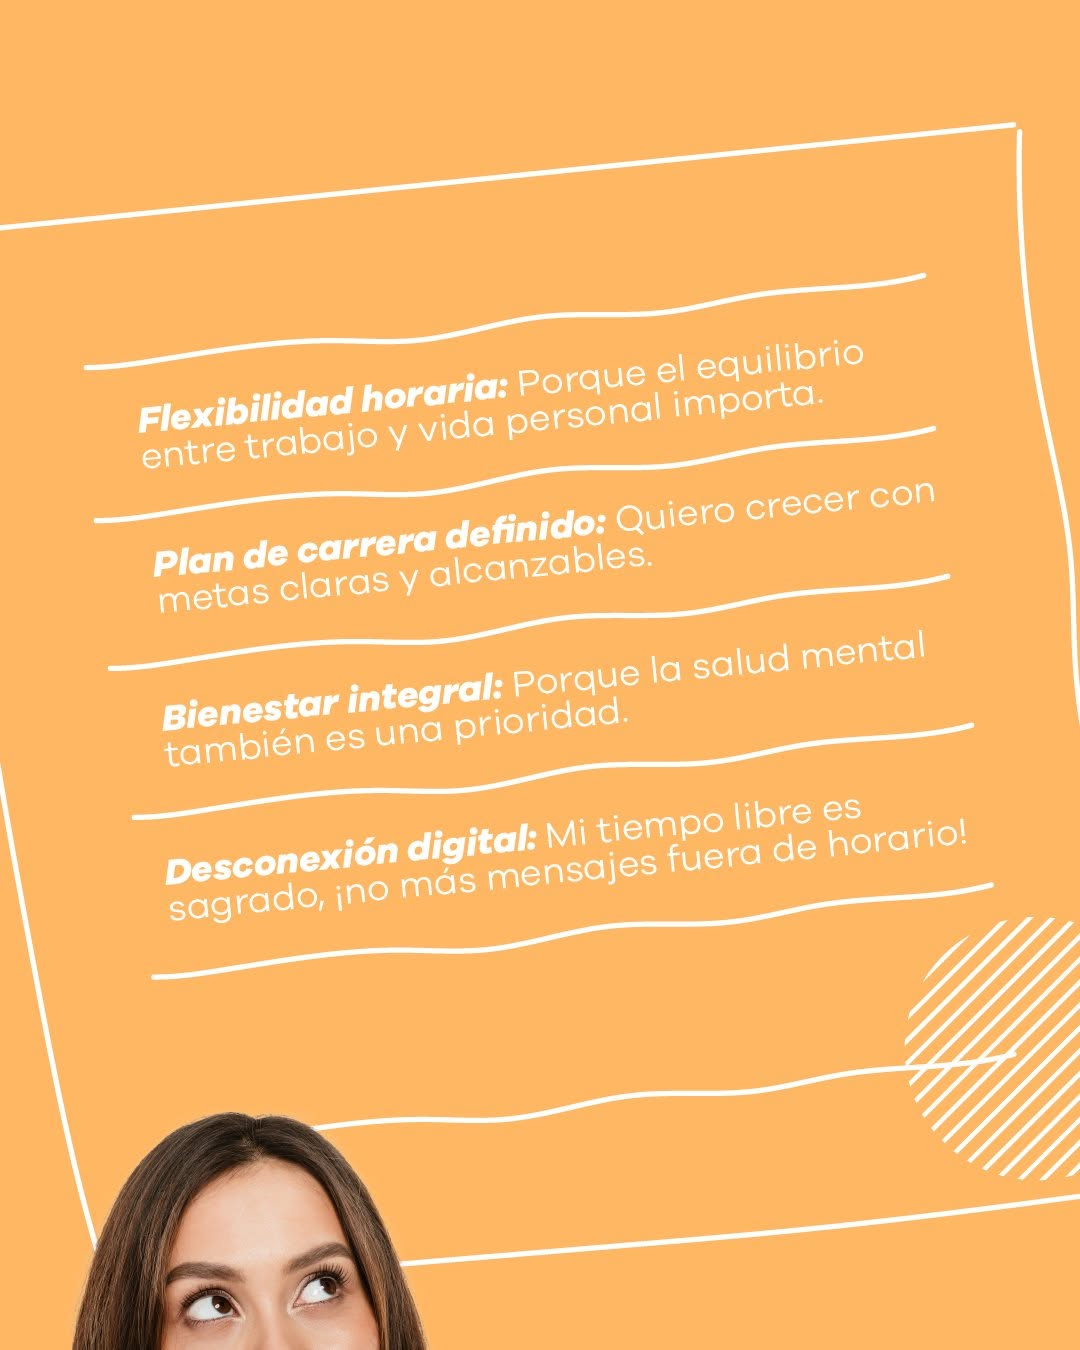 Flexibilidad horaria: Porque el equilibrio
entre trabajo y vida personal importa.
Plan de carrera definido: Quiero crecer con
metas claras y alcanzables.
Bienestar integral: Porque la salud mental
también es una prioridad.
Desconexión digital: Mi tiempo libre es
sagrado, ¡no más mensajes fuera de horario!